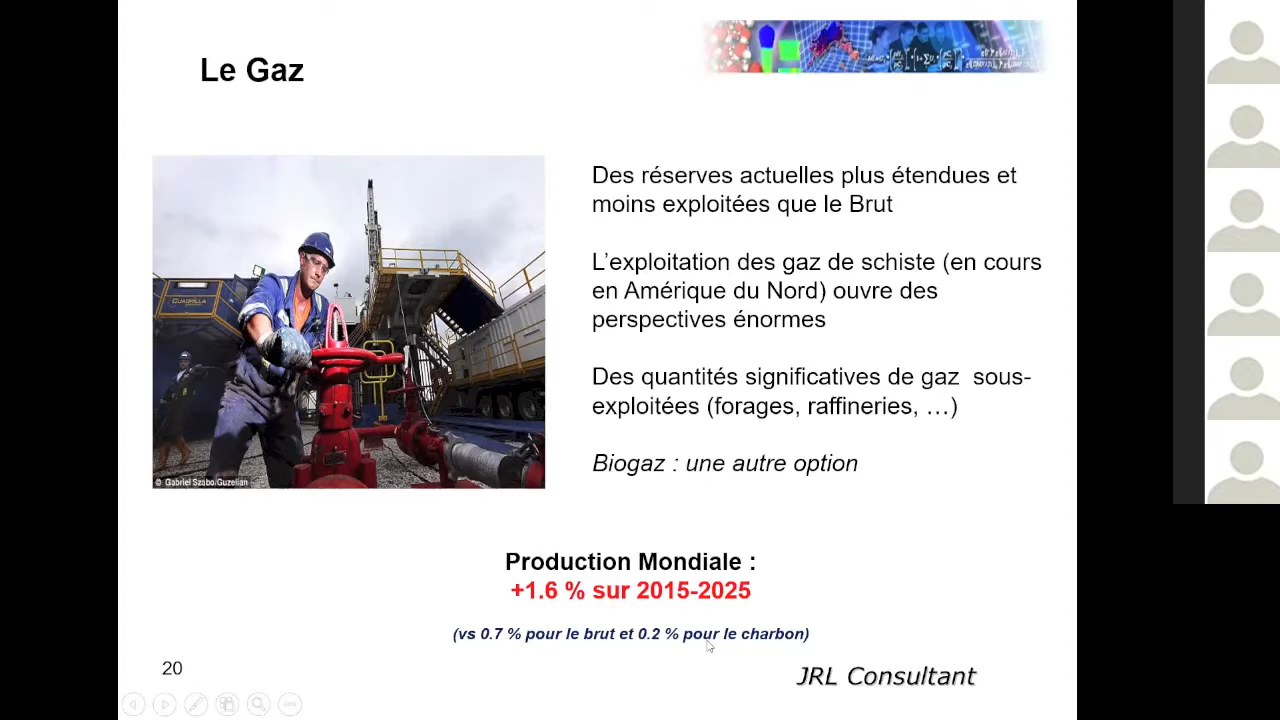 Le Gaz
Des réserves actuelles plus étendues et
moins exploitées que le Brut
L’exploitation des gaz de schiste (en cours
en Amérique du Nord) ouvre des
perspectives énormes
Des quantités significatives de gaz  sous-
exploitées (forages, raffineries, …)
Biogaz : une autre option
CUADRILLA
© Gabriel Szabo/Guzelian
Production Mondiale :
+1.6 % sur 2015-2025
(vs 0.7 % pour le brut et 0.2 % pour le charbon)
20
JRL Consultant